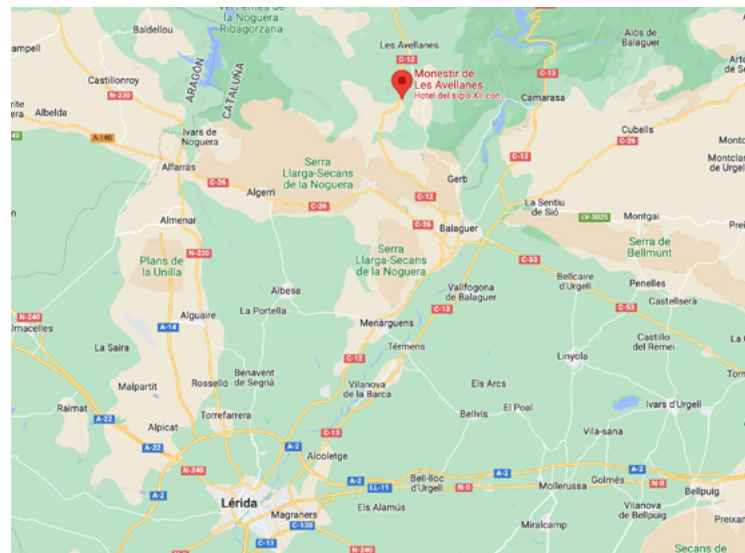 Vertientes de
la Noguera
Ribagorzana
Baldellou
Les Avellanes
Alòs de
Balaguer
Castillonroy
C-12
C-13
N-230
ARAGÓN
CATALUÑA
Monestir de
Les Avellanes
Hotel del siglo XII con...
Camarasa
Albelda
A-140
Ivars de
Noguera
Cubells
C-26
Alfarràs
C-26
Algerri
C-26
Serra
Llarga-Secans
de la Noguera
C-12
Gerb
C-13
La Sentiu
de Sió
LV-3025
Montgai
Almenar
C-26
Balaguer
N-230
Plans de
la Unilla
Serra
Llarga-Secans
de la Noguera
Serra de
Bellmunt
C-53
Bellcaire
d'Urgell
Penelles
Castellserà
Albesa
Vallfogona
de Balaguer
C-53
N-240
La Portella
C-13
Alguaire
A-14
Menàrguens
Castillo
del Remei
La Saira
Térmens
C-12
Linyola
Benavent
de Segrià
Malpartit
Rosselló
Vilanova
de la Barca
Els Arcs
Raimat
A-22
Torrefarrera
Bellvís
El Poal
Ivars d'Urgell
Alpicat
C-13
Vila-sana
A-22
A-2
Alcoletge
N-240
A-2
LL-11
Bell-lloc
d'Urgell
A-2
A-2
N-II
Golmés
N-II
Mollerussa
Bellpuig
Lérida
Magraners
Els Alamús
C-13B
Miralcamp
Vilanova
de Bellpuig
C-13
N-240
Secans de